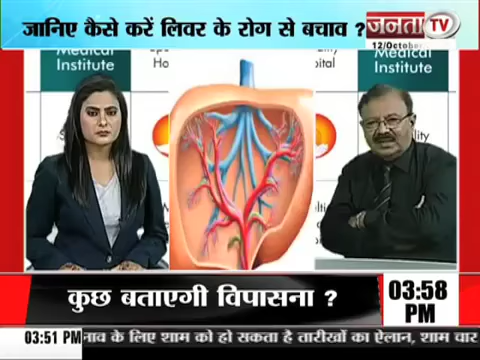 जानिए कैसे करें लिवर के रोग से बचाव ?
जनता TV
12/October
Medical
Institute
Medical
Institute
कुछ बताएगी विपासना ?
03:58
PM
03:51 PM
नाव के लिए शाम को हो सकता है तारीखों का ऐलान, शाम चार